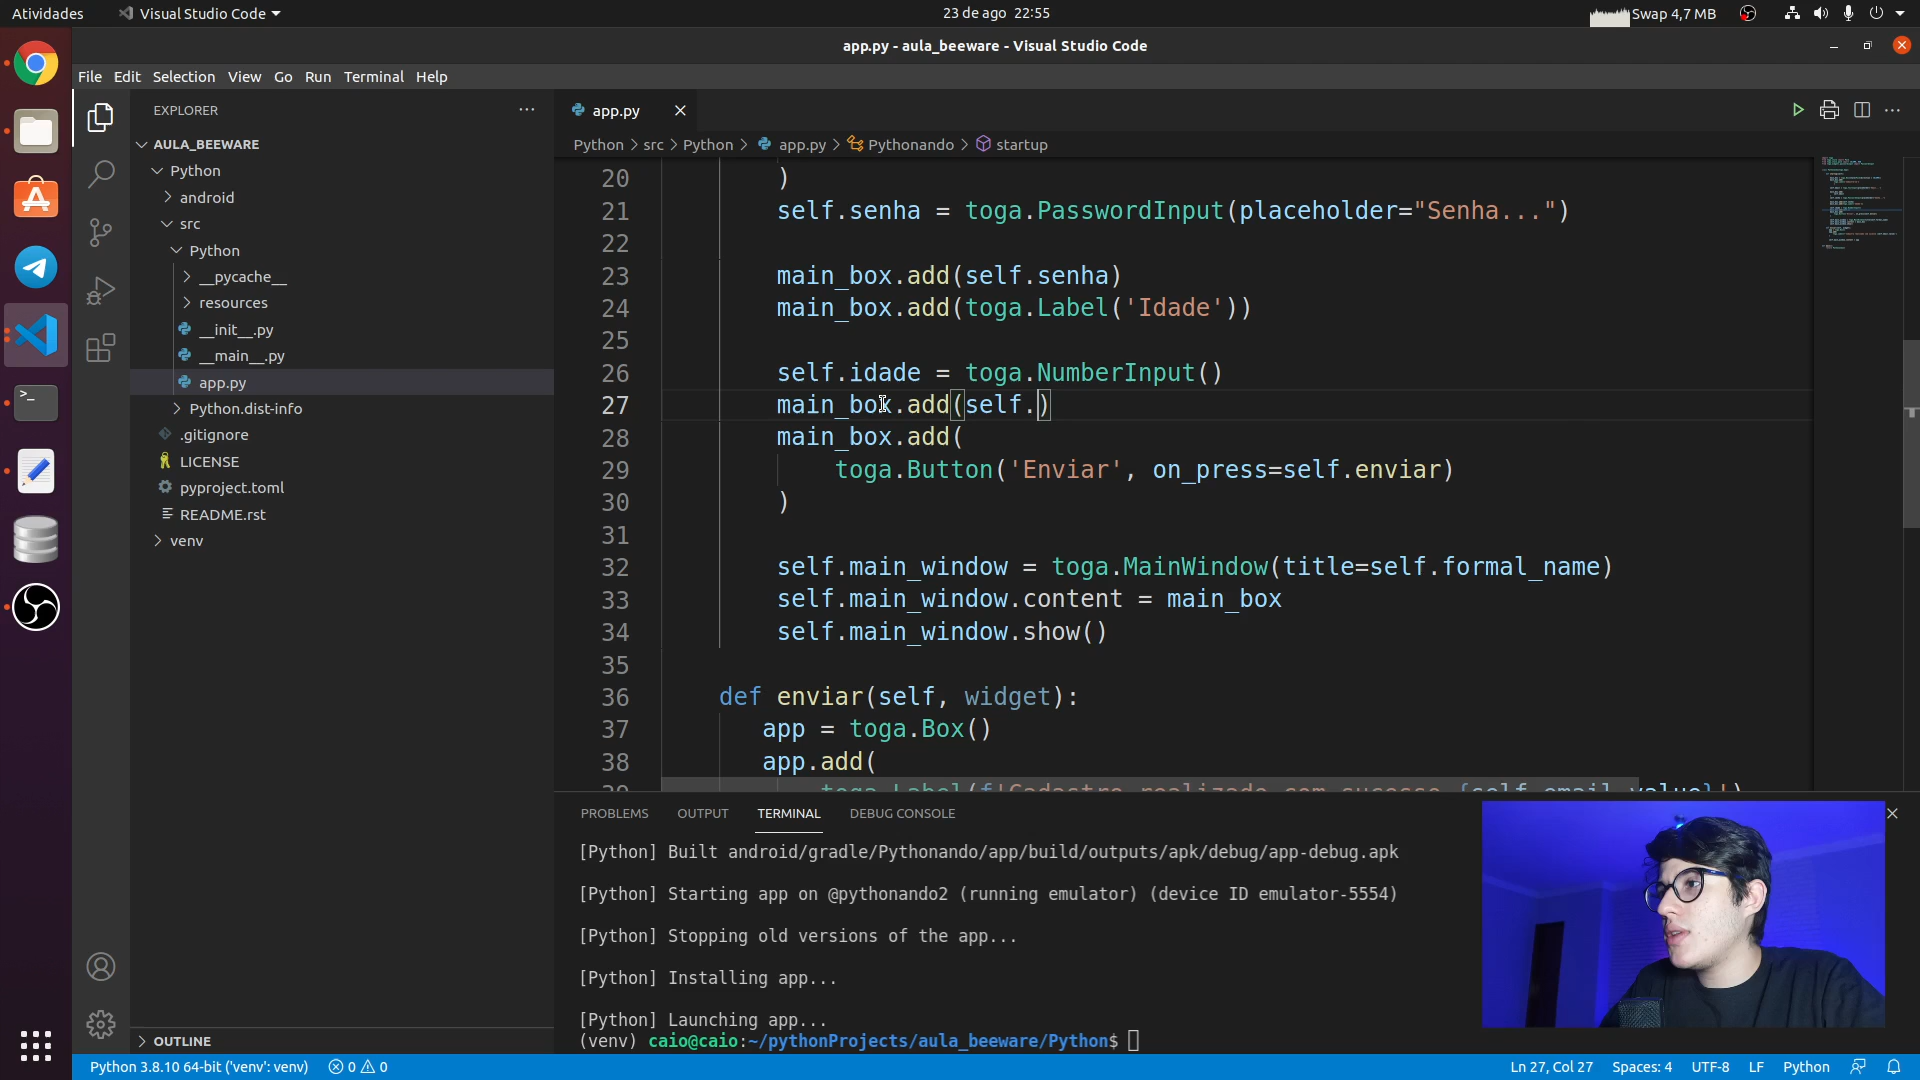 Atividades
Visual Studio Code
23 de ago 22:55
Swap 4,7 MB
app.py - aula_beeware - Visual Studio Code
File Edit Selection View Go Run Terminal Help
EXPLORER
AULA_BEEWARE
Python
android
src
Python
__pycache__
resources
__init__.py
__main__.py
app.py
Python.dist-info
.gitignore
LICENSE
pyproject.toml
README.rst
venv
OUTLINE
app.py
Python > src > Python > app.py > Pythonando > startup
20 )
21 self.senha = toga.PasswordInput(placeholder="Senha...")
22
23 main_box.add(self.senha)
24 main_box.add(toga.Label('Idade'))
25
26 self.idade = toga.NumberInput()
27 main_box.add(self.)
28 main_box.add(
29 toga.Button('Enviar', on_press=self.enviar)
30 )
31
32 self.main_window = toga.MainWindow(title=self.formal_name)
33 self.main_window.content = main_box
34 self.main_window.show()
35
36 def enviar(self, widget):
37 app = toga.Box()
38 app.add(
39 toga.Label(f'Cadastro realizado com sucesso {self.email.value}')
PROBLEMS OUTPUT TERMINAL DEBUG CONSOLE
[Python] Built android/gradle/Pythonando/app/build/outputs/apk/debug/app-debug.apk
[Python] Starting app on @pythonando2 (running emulator) (device ID emulator-5554)
[Python] Stopping old versions of the app...
[Python] Installing app...
[Python] Launching app...
(venv) caio@caio:~/pythonProjects/aula_beeware/Python$
Python 3.8.10 64-bit ('venv': venv) 0 0
Ln 27, Col 27 Spaces: 4 UTF-8 LF Python